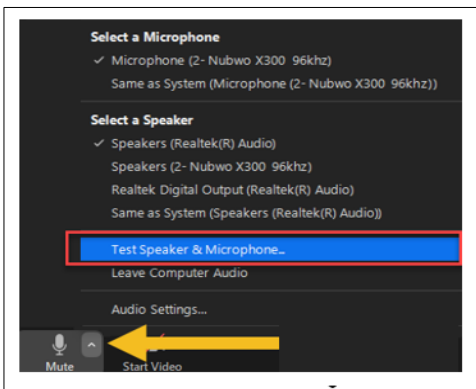 Select a Microphone
✓ Microphone (2- Nubwo X300 96khz)
Same as System (Microphone (2- Nubwo X300 96khz))
Select a Speaker
✓ Speakers (Realtek(R) Audio)
Speakers (2- Nubwo X300 96khz)
Realtek Digital Output (Realtek(R) Audio)
Same as System (Speakers (Realtek(R) Audio))
Test Speaker & Microphone...
Leave Computer Audio
Audio Settings...
Mute Start Video